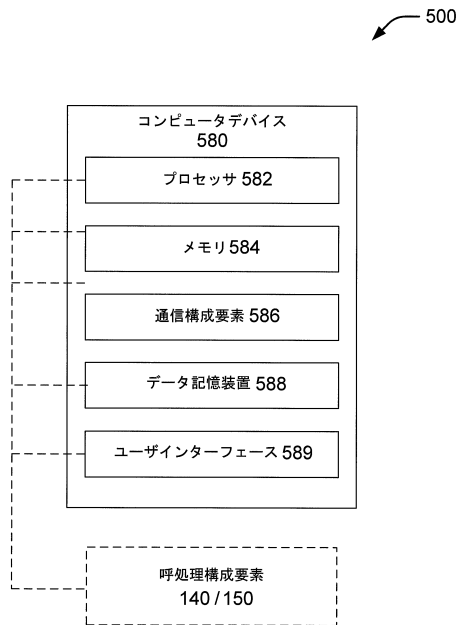 500
コンピュータデバイス
580
プロセッサ 582
メモリ 584
通信構成要素 586
データ記憶装置 588
ユーザインターフェース 589
呼処理構成要素
140 / 150